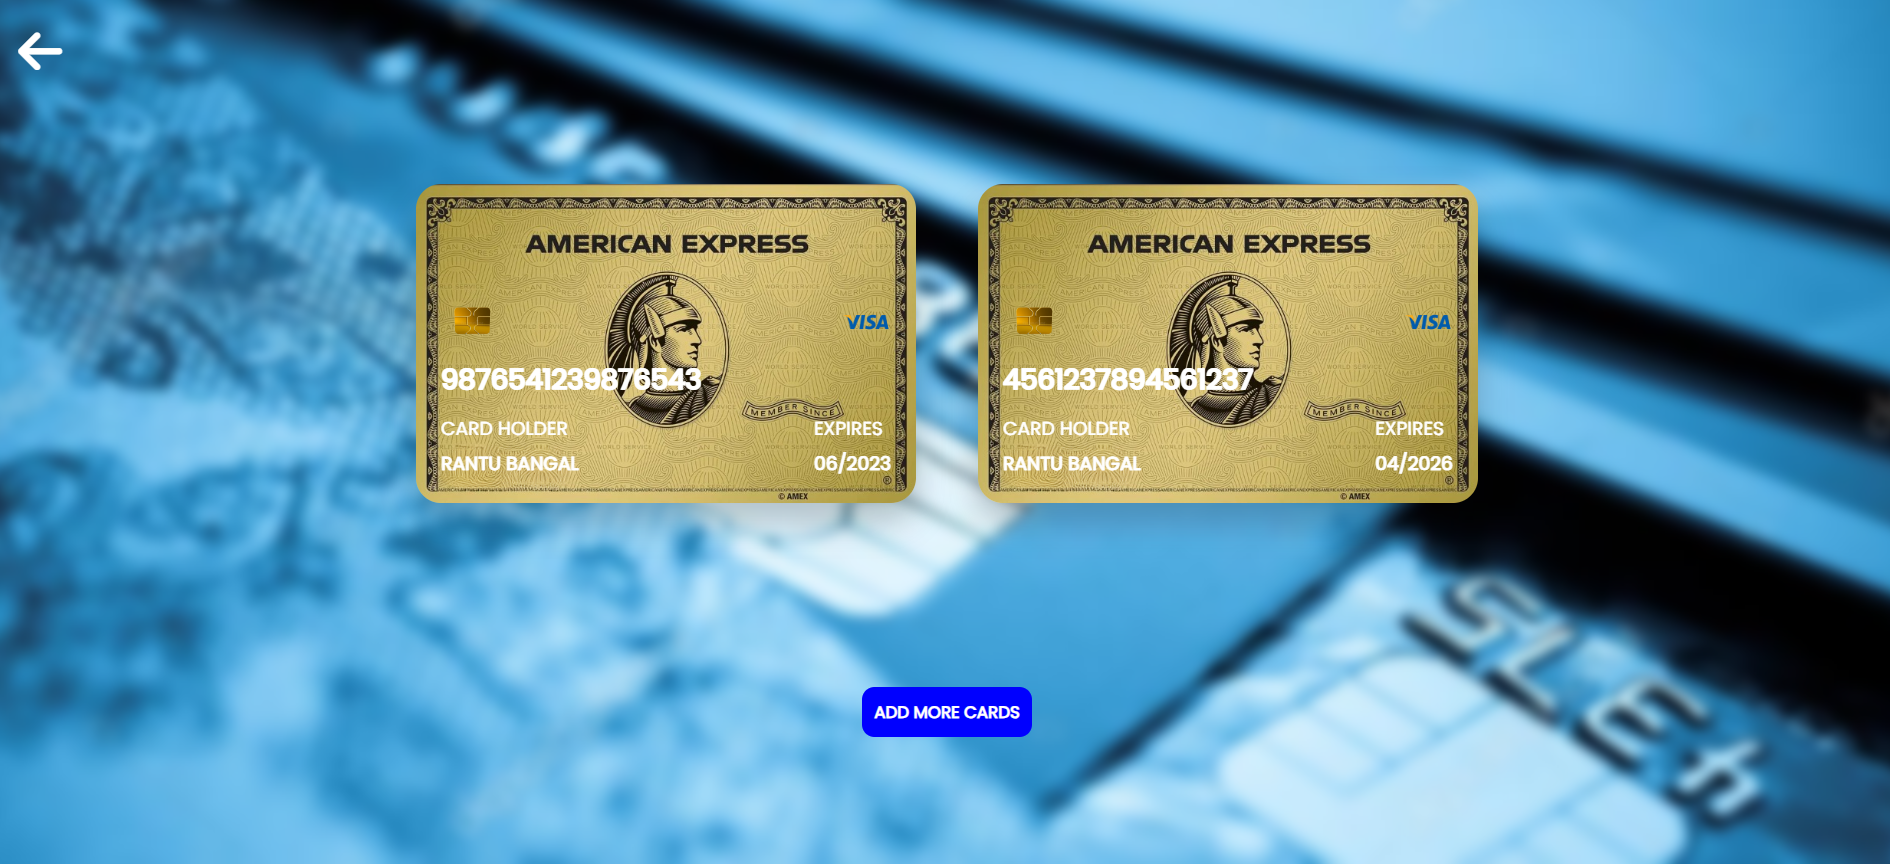 AMERICAN EXPRESS
VISA
9876541239876543
MEMBER SINCE
CARD HOLDER
EXPIRES
RANTU BANGAL
06/2023
®
© AMEX
AMERICAN EXPRESS
VISA
4561237894561237
MEMBER SINCE
CARD HOLDER
EXPIRES
RANTU BANGAL
04/2026
®
© AMEX
ADD MORE CARDS